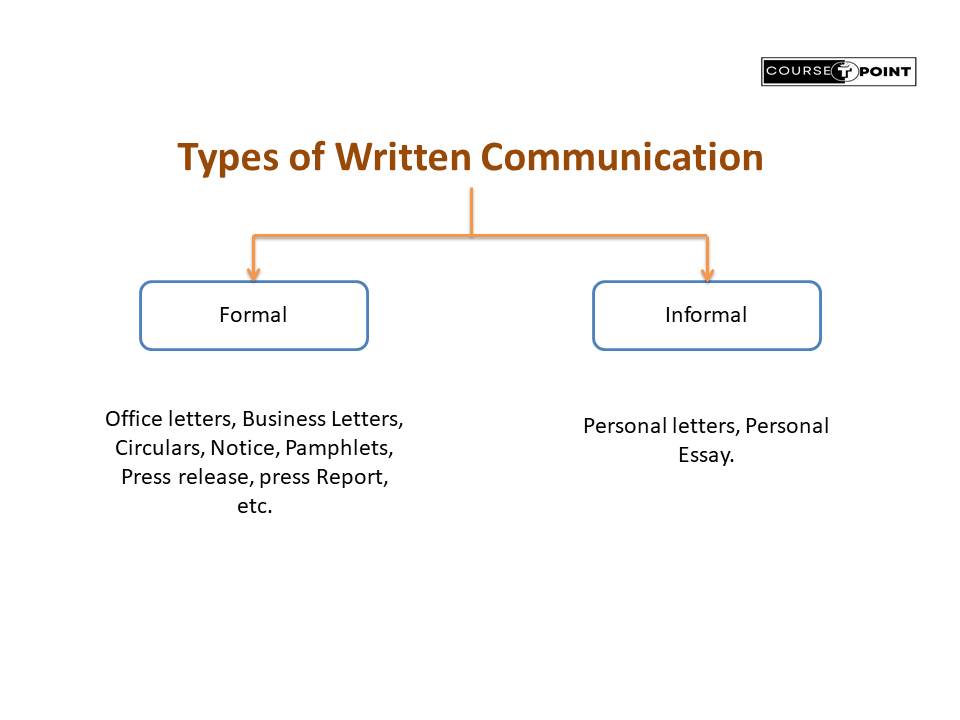 COURSE T POINT
Types of Written Communication
Formal
Informal
Office letters, Business Letters,
Circulars, Notice, Pamphlets,
Press release, press Report,
etc.
Personal letters, Personal
Essay.